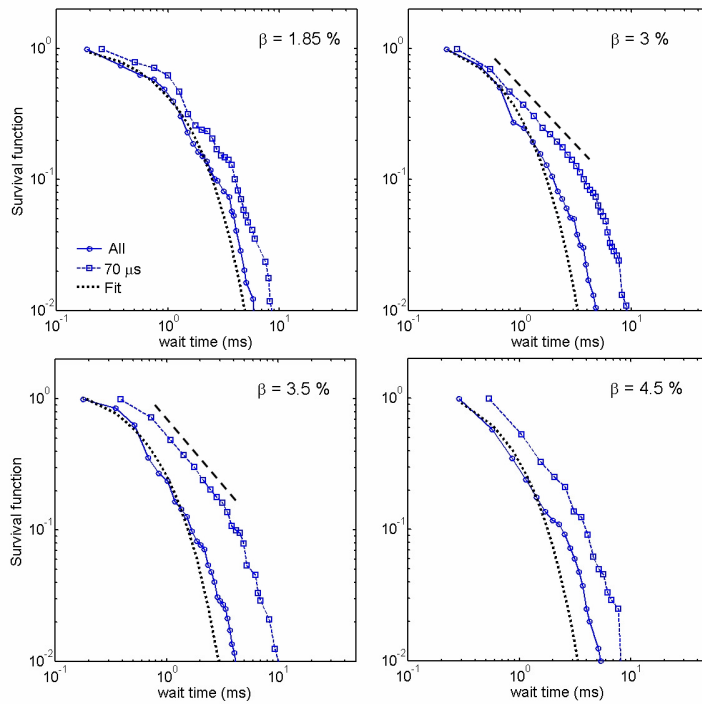 β = 1.85 %
β = 3 %
10^0
10^0
Survival function
10^-1
10^-1
All
70 μs
Fit
10^-2
10^-2
10^-1
10^0
10^1
10^-1
10^0
10^1
wait time (ms)
wait time (ms)
β = 3.5 %
β = 4.5 %
10^0
10^0
Survival function
10^-1
10^-1
10^-2
10^-2
10^-1
10^0
10^1
10^-1
10^0
10^1
wait time (ms)
wait time (ms)